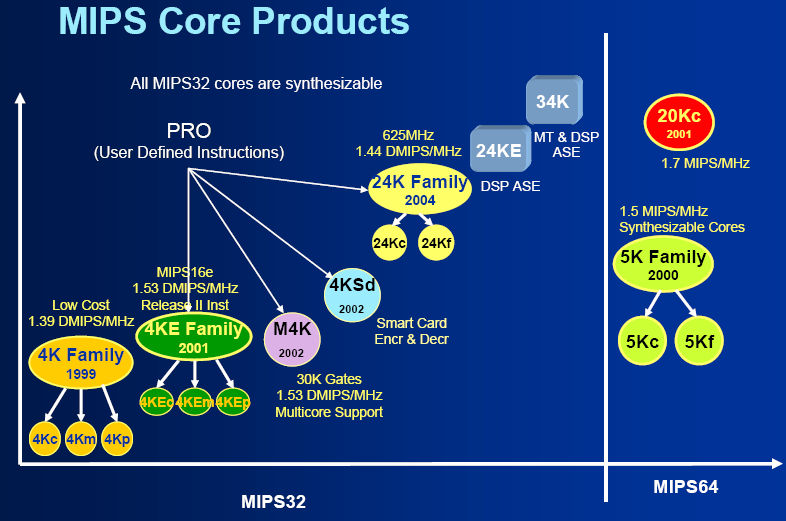 MIPS Core Products
All MIPS32 cores are synthesizable
PRO
(User Defined Instructions)
34K
MT & DSP
ASE
24KE
DSP ASE
625MHz
1.44 DMIPS/MHz
24K Family
2004
24Kc
24Kf
4KSd
2002
Smart Card
Encr & Decr
M4K
2002
30K Gates
1.53 DMIPS/MHz
Multicore Support
MIPS16e
1.53 DMIPS/MHz
Release II Inst
4KE Family
2001
4KEc
4KEm
4KEp
Low Cost
1.39 DMIPS/MHz
4K Family
1999
4Kc
4Km
4Kp
MIPS32
20Kc
2001
1.7 MIPS/MHz
1.5 MIPS/MHz
Synthesizable Cores
5K Family
2000
5Kc
5Kf
MIPS64